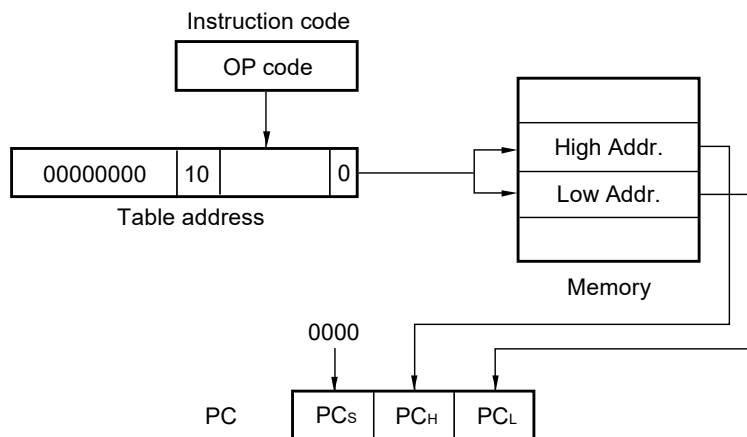 Instruction code
OP code
00000000 10 0
Table address
High Addr.
Low Addr.
Memory
0000
PC PCS PCH PCL